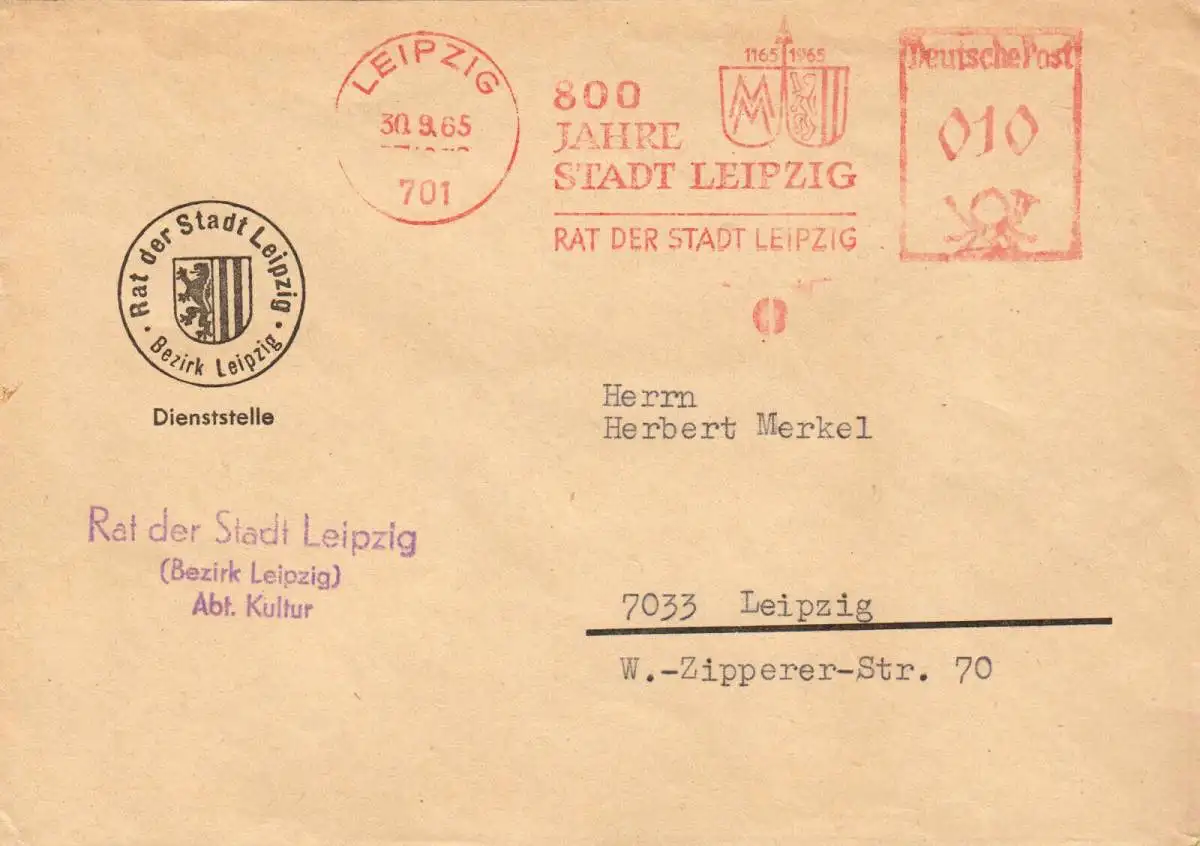 LEIPZIG
30.9.65
701
1165 1965
800
JAHRE
STADT LEIPZIG
RAT DER STADT LEIPZIG
Deutsche Post
010
Rat der Stadt Leipzig
Bezirk Leipzig
Dienststelle
Herrn
Herbert Merkel
Rat der Stadt Leipzig
(Bezirk Leipzig)
Abt. Kultur
7033 Leipzig
W.-Zipperer-Str. 70